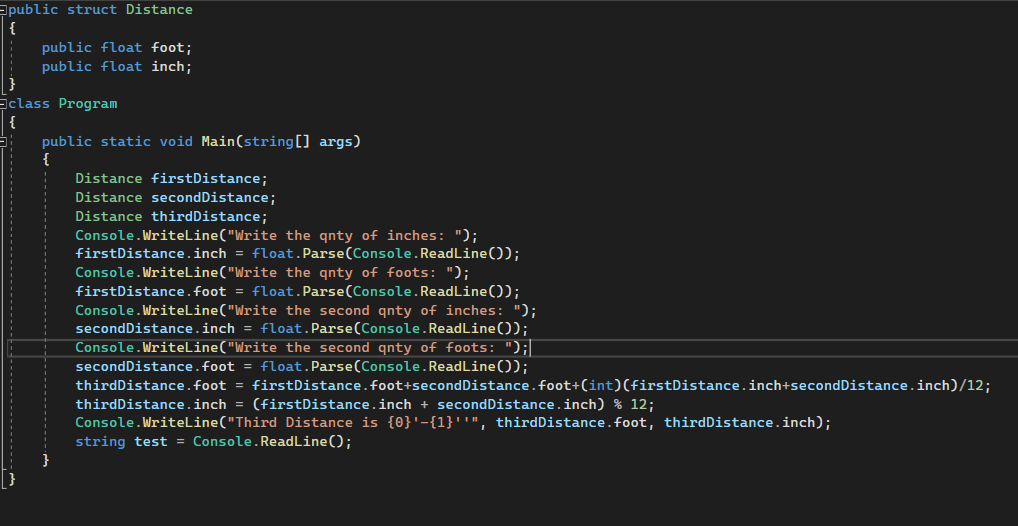 public struct Distance
{
    public float foot;
    public float inch;
}
class Program
{
    public static void Main(string[] args)
    {
        Distance firstDistance;
        Distance secondDistance;
        Distance thirdDistance;
        Console.WriteLine("Write the qnty of inches: ");
        firstDistance.inch = float.Parse(Console.ReadLine());
        Console.WriteLine("Write the qnty of foots: ");
        firstDistance.foot = float.Parse(Console.ReadLine());
        Console.WriteLine("Write the second qnty of inches: ");
        secondDistance.inch = float.Parse(Console.ReadLine());
        Console.WriteLine("Write the second qnty of foots: ");
        secondDistance.foot = float.Parse(Console.ReadLine());
        thirdDistance.foot = firstDistance.foot+secondDistance.foot+(int)(firstDistance.inch+secondDistance.inch)/12;
        thirdDistance.inch = (firstDistance.inch + secondDistance.inch) % 12;
        Console.WriteLine("Third Distance is {0}'-{1}''", thirdDistance.foot, thirdDistance.inch);
        string test = Console.ReadLine();
    }
}